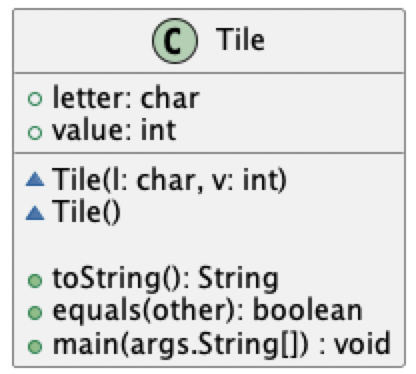 C Tile
letter: char
value: int
Tile(l: char, v: int)
Tile()
toString(): String
equals(other): boolean
main(args.String[]) : void